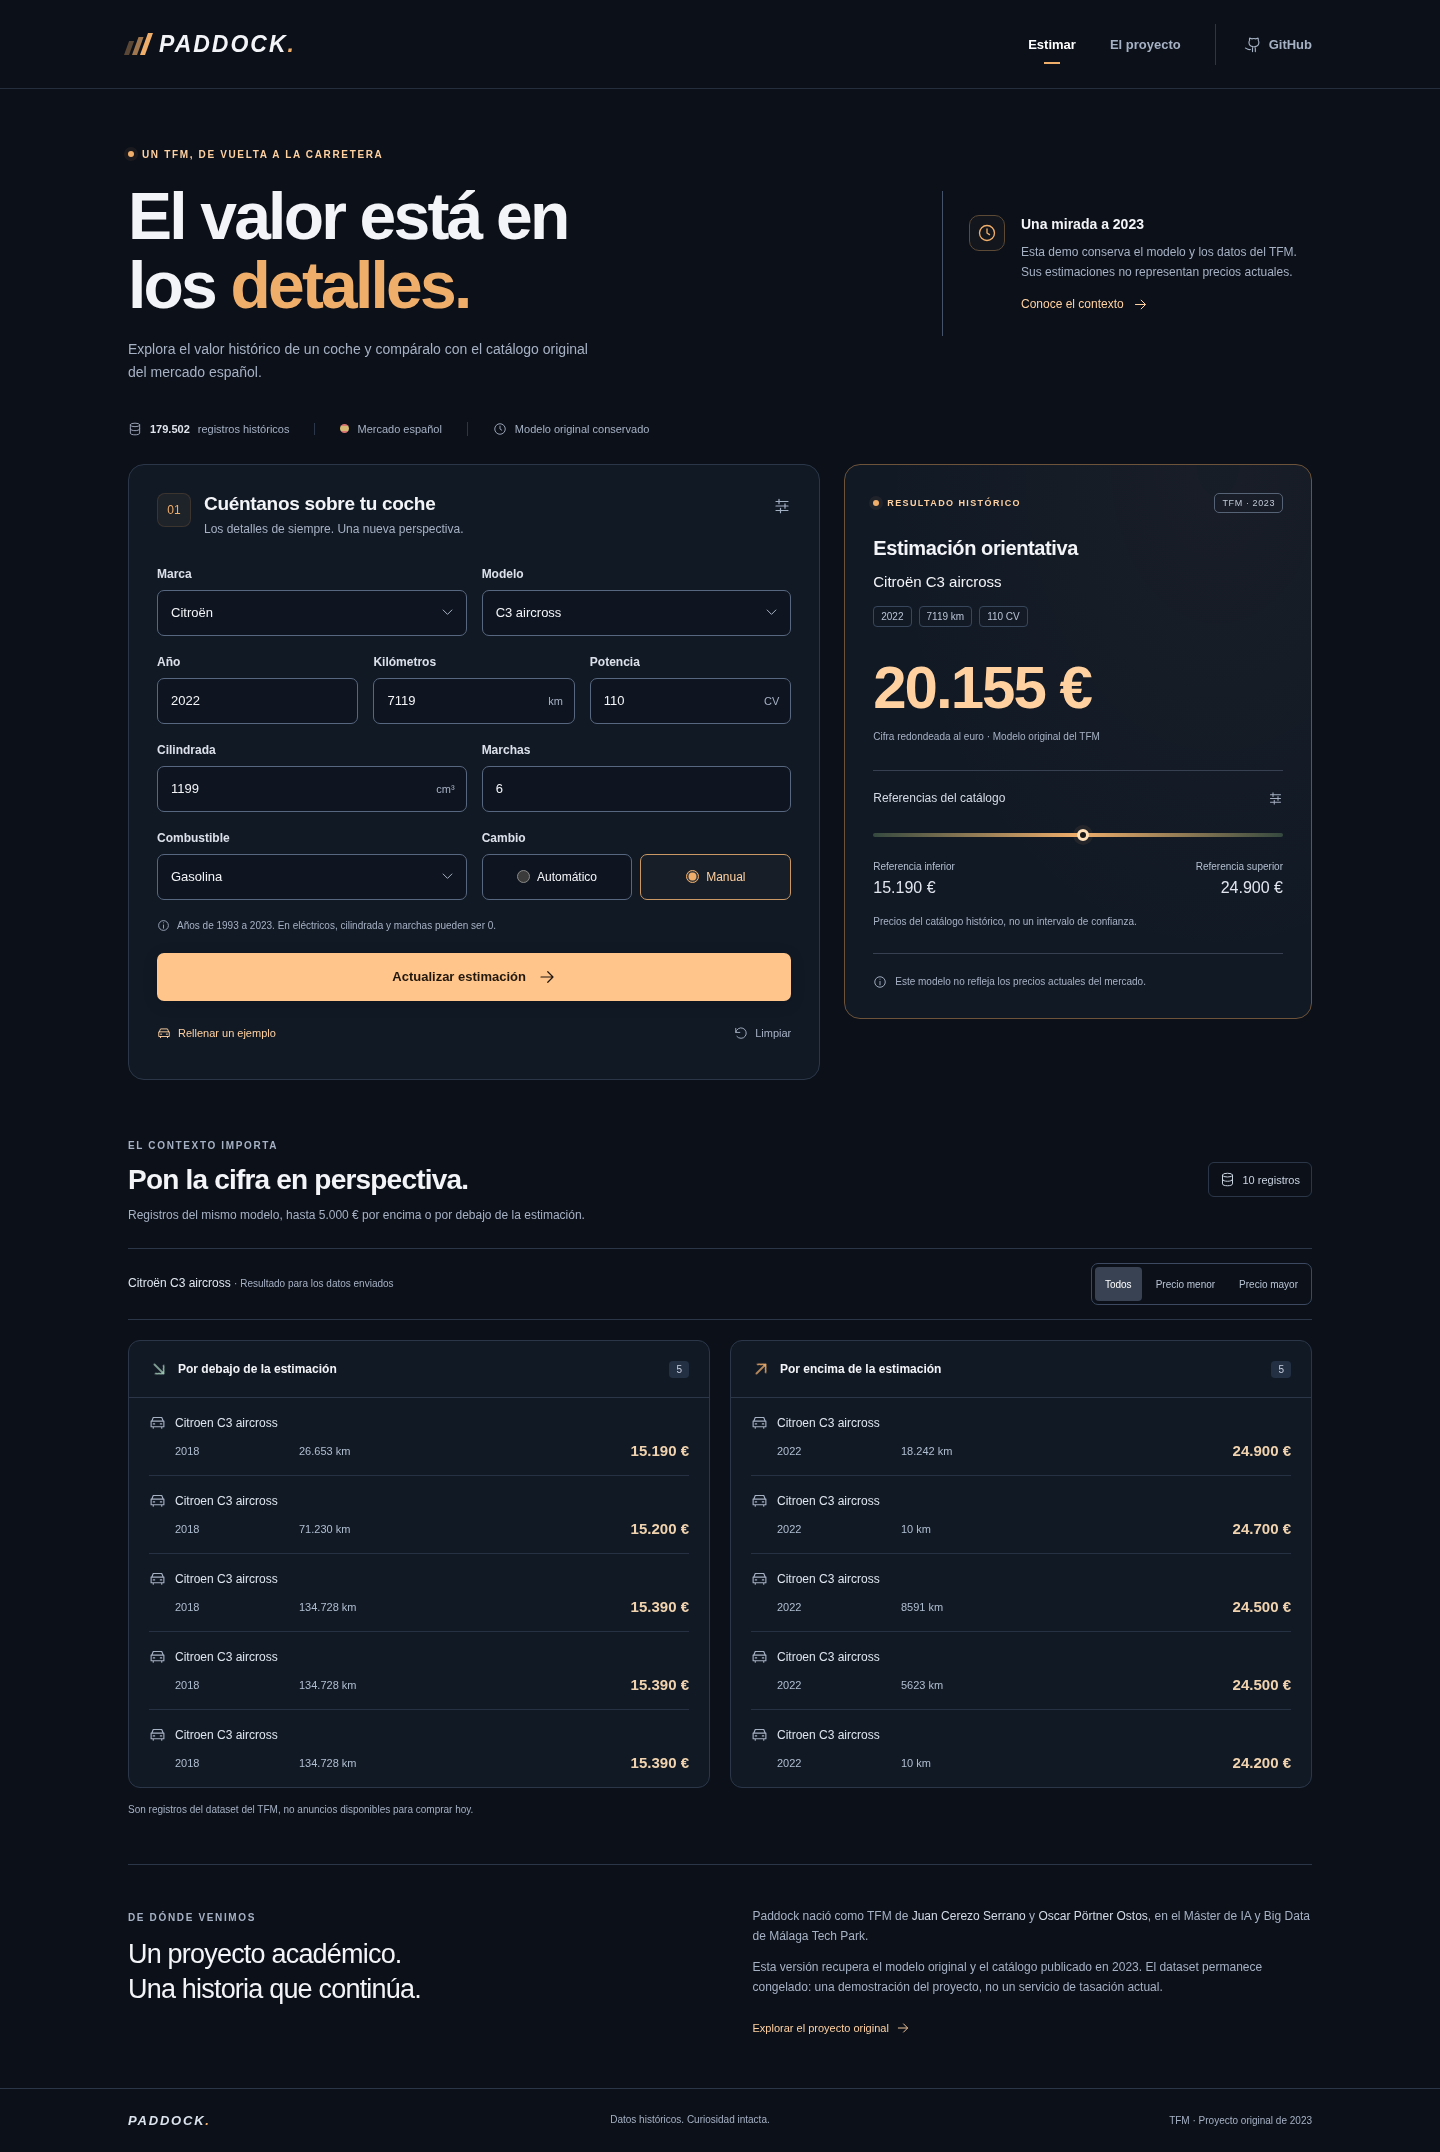 PADDOCK.
Estimar
El proyecto
GitHub
UN TFM, DE VUELTA A LA CARRETERA
El valor está en
los detalles.
Explora el valor histórico de un coche y compáralo con el catálogo original
del mercado español.
Una mirada a 2023
Esta demo conserva el modelo y los datos del TFM.
Sus estimaciones no representan precios actuales.
Conoce el contexto
179.502 registros históricos
Mercado español
Modelo original conservado
01
Cuéntanos sobre tu coche
Los detalles de siempre. Una nueva perspectiva.
Marca
Modelo
Citroën
C3 aircross
Año
Kilómetros
Potencia
2022
7119 km
110 CV
Cilindrada
Marchas
1199 cm³
6
Combustible
Cambio
Gasolina
Automático
Manual
Años de 1993 a 2023. En eléctricos, cilindrada y marchas pueden ser 0.
Actualizar estimación
Rellenar un ejemplo
Limpiar
RESULTADO HISTÓRICO
TFM · 2023
Estimación orientativa
Citroën C3 aircross
2022
7119 km
110 CV
20.155 €
Cifra redondeada al euro · Modelo original del TFM
Referencias del catálogo
Referencia inferior
Referencia superior
15.190 €
24.900 €
Precios del catálogo histórico, no un intervalo de confianza.
Este modelo no refleja los precios actuales del mercado.
EL CONTEXTO IMPORTA
Pon la cifra en perspectiva.
Registros del mismo modelo, hasta 5.000 € por encima o por debajo de la estimación.
10 registros
Citroën C3 aircross · Resultado para los datos enviados
Todos
Precio menor
Precio mayor
Por debajo de la estimación
5
Citroen C3 aircross
2018 26.653 km 15.190 €
Citroen C3 aircross
2018 71.230 km 15.200 €
Citroen C3 aircross
2018 134.728 km 15.390 €
Citroen C3 aircross
2018 134.728 km 15.390 €
Citroen C3 aircross
2018 134.728 km 15.390 €
Por encima de la estimación
5
Citroen C3 aircross
2022 18.242 km 24.900 €
Citroen C3 aircross
2022 10 km 24.700 €
Citroen C3 aircross
2022 8591 km 24.500 €
Citroen C3 aircross
2022 5623 km 24.500 €
Citroen C3 aircross
2022 10 km 24.200 €
Son registros del dataset del TFM, no anuncios disponibles para comprar hoy.
DE DÓNDE VENIMOS
Un proyecto académico.
Una historia que continúa.
Paddock nació como TFM de Juan Cerezo Serrano y Oscar Pörtner Ostos, en el Máster de IA y Big Data
de Málaga Tech Park.
Esta versión recupera el modelo original y el catálogo publicado en 2023. El dataset permanece
congelado: una demostración del proyecto, no un servicio de tasación actual.
Explorar el proyecto original
PADDOCK.
Datos históricos. Curiosidad intacta.
TFM · Proyecto original de 2023